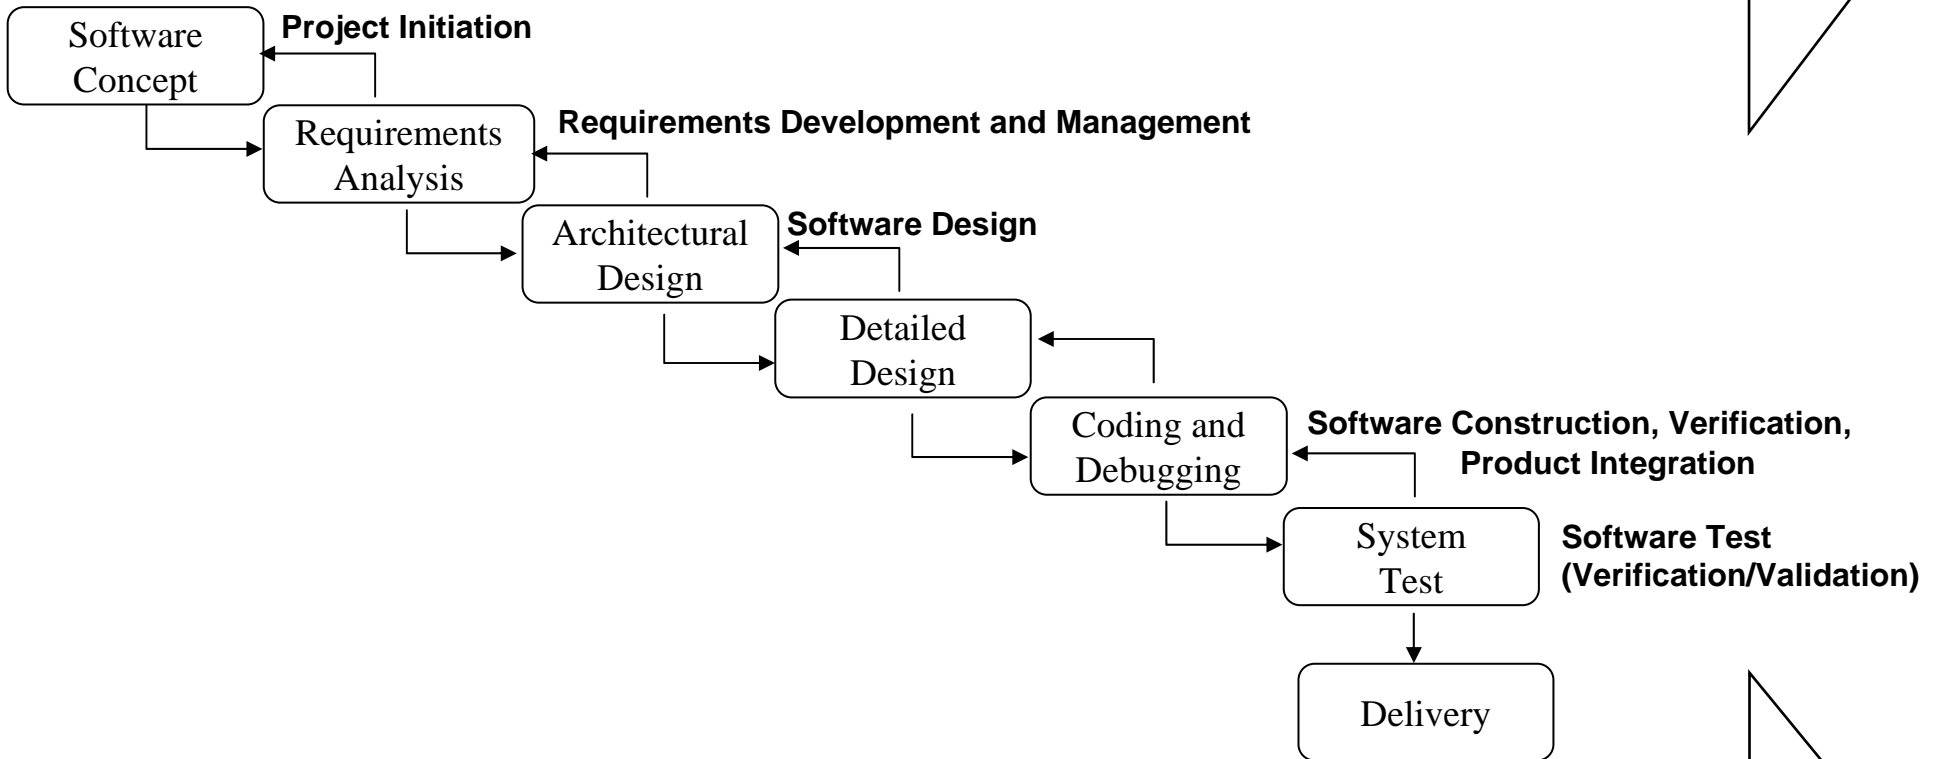 Software
Concept
Project Initiation
Requirements
Analysis
Requirements Development and Management
Architectural
Design
Software Design
Detailed
Design
Coding and
Debugging
Software Construction, Verification,
Product Integration
System
Test
Software Test
(Verification/Validation)
Delivery